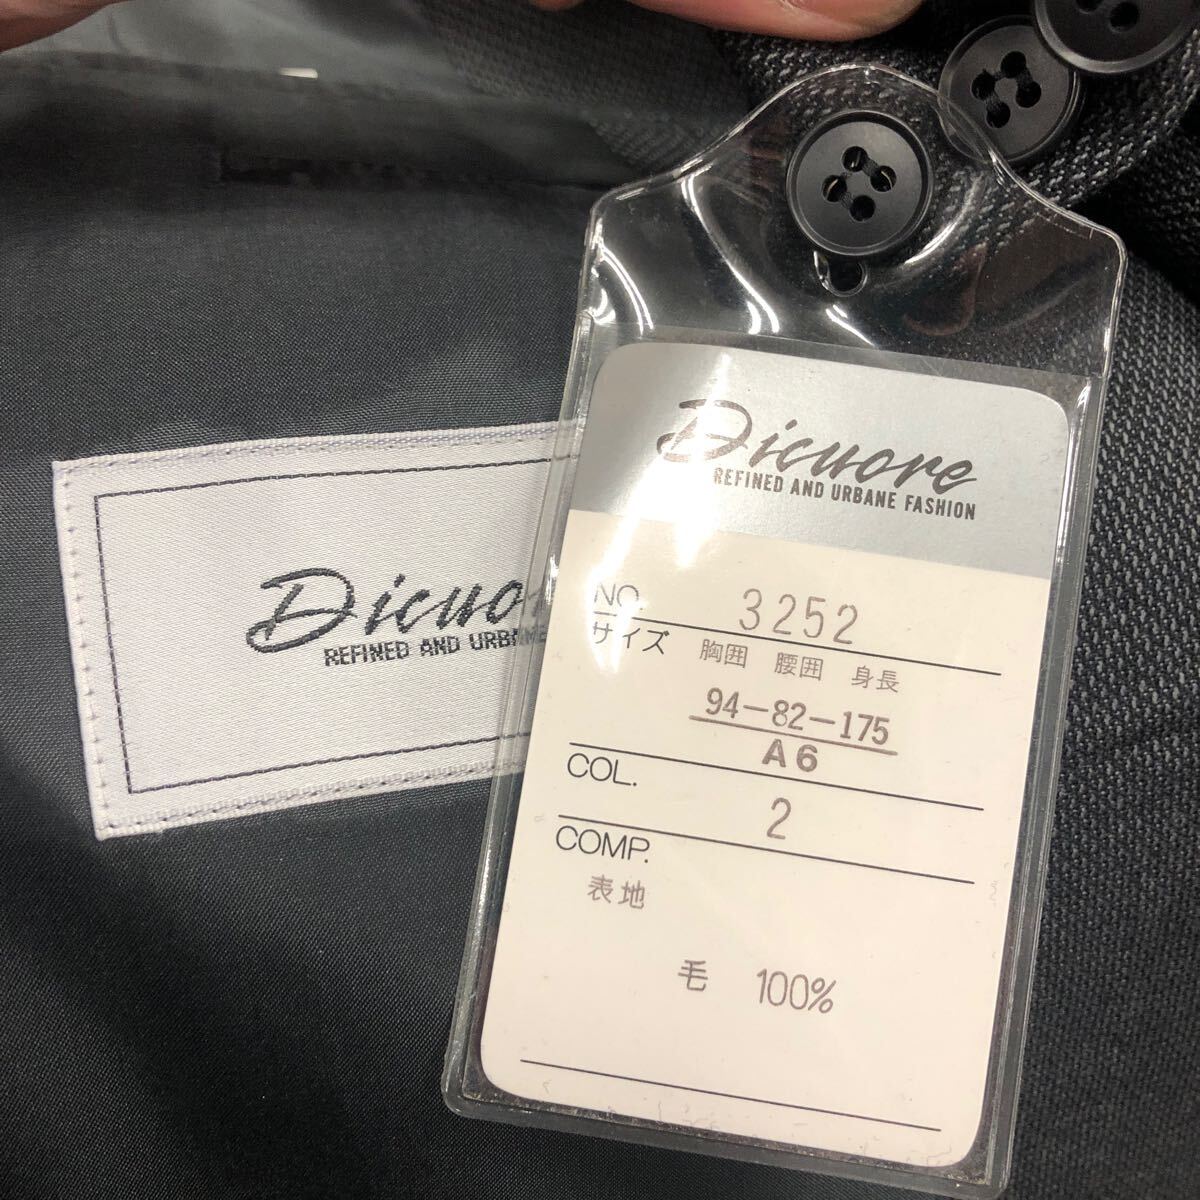 Dicuore
REFINED AND URBANE FASHION
NO. 3252
サイズ 胸囲 腰囲 身長
94-82-175
A6
COL. 2
COMP.
表地
毛 100%
Dicuo
REFINED AND URBANE